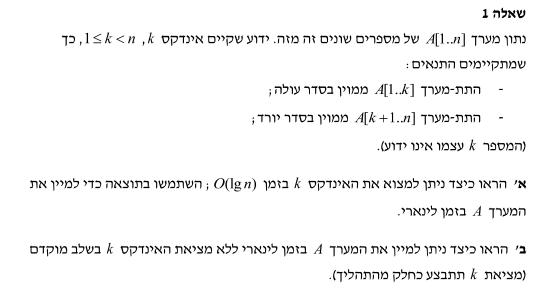 שאלה 1
נתון מערך A[1..n] של מספרים שונים זה מזה. ידוע שקיים אינדקס k, 1 ≤ k < n, כך
שמתקיימים התנאים:
- התת-מערך A[1..k] ממוין בסדר עולה;
- התת-מערך A[k+1..n] ממוין בסדר יורד;
(המספר k עצמו אינו ידוע).
א' הראו כיצד ניתן למצוא את האינדקס k בזמן O(lg n); השתמשו בתוצאה כדי למיין את
המערך A בזמן לינארי.
ב' הראו כיצד ניתן למיין את המערך A בזמן לינארי ללא מציאת האינדקס k בשלב מוקדם
(מציאת k תתבצע כחלק מהתהליך).